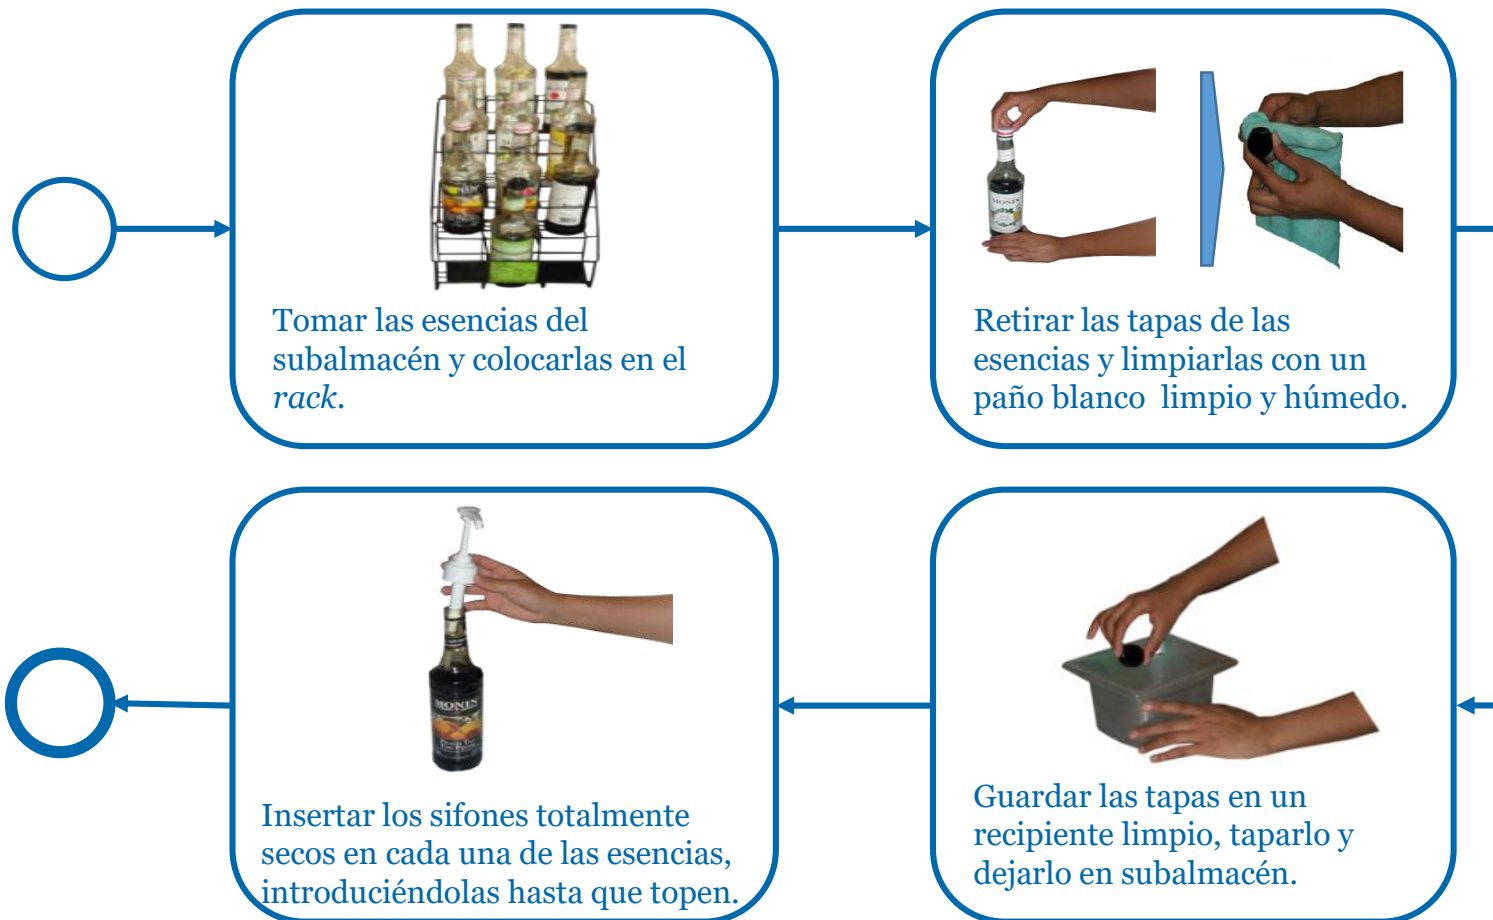 Tomar las esencias del
subalmacén y colocarlas en el
rack.
MONIN
Retirar las tapas de las
esencias y limpiarlas con un
paño blanco limpio y húmedo.
MONIN
Insertar los sifones totalmente
secos en cada una de las esencias,
introduciéndolas hasta que topen.
Guardar las tapas en un
recipiente limpio, taparlo y
dejarlo en subalmacén.